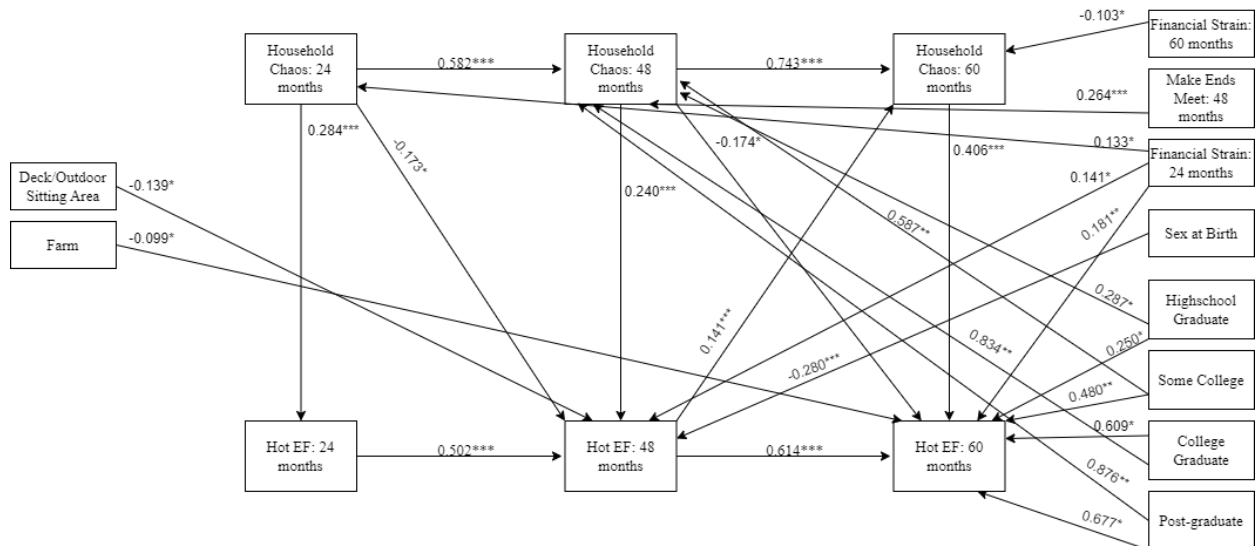 -0.103*
Financial Strain:
60 months
Household
Chaos: 24
months
0.582***
Household
Chaos: 48
months
0.743***
Household
Chaos: 60
months
0.264***
Make Ends
Meet: 48
months
0.284***
-0.173*
-0.174*
0.406***
0.133*
Financial Strain:
24 months
Deck/Outdoor
Sitting Area
-0.139*
0.240***
0.141*
0.181**
0.587**
Farm
-0.099*
Sex at Birth
0.287*
Highschool
Graduate
0.141***
-0.280***
0.834**
0.250*
0.480**
Some College
Hot EF: 24
months
0.502***
Hot EF: 48
months
0.614***
Hot EF: 60
months
0.609*
College
Graduate
0.876**
0.677*
Post-graduate